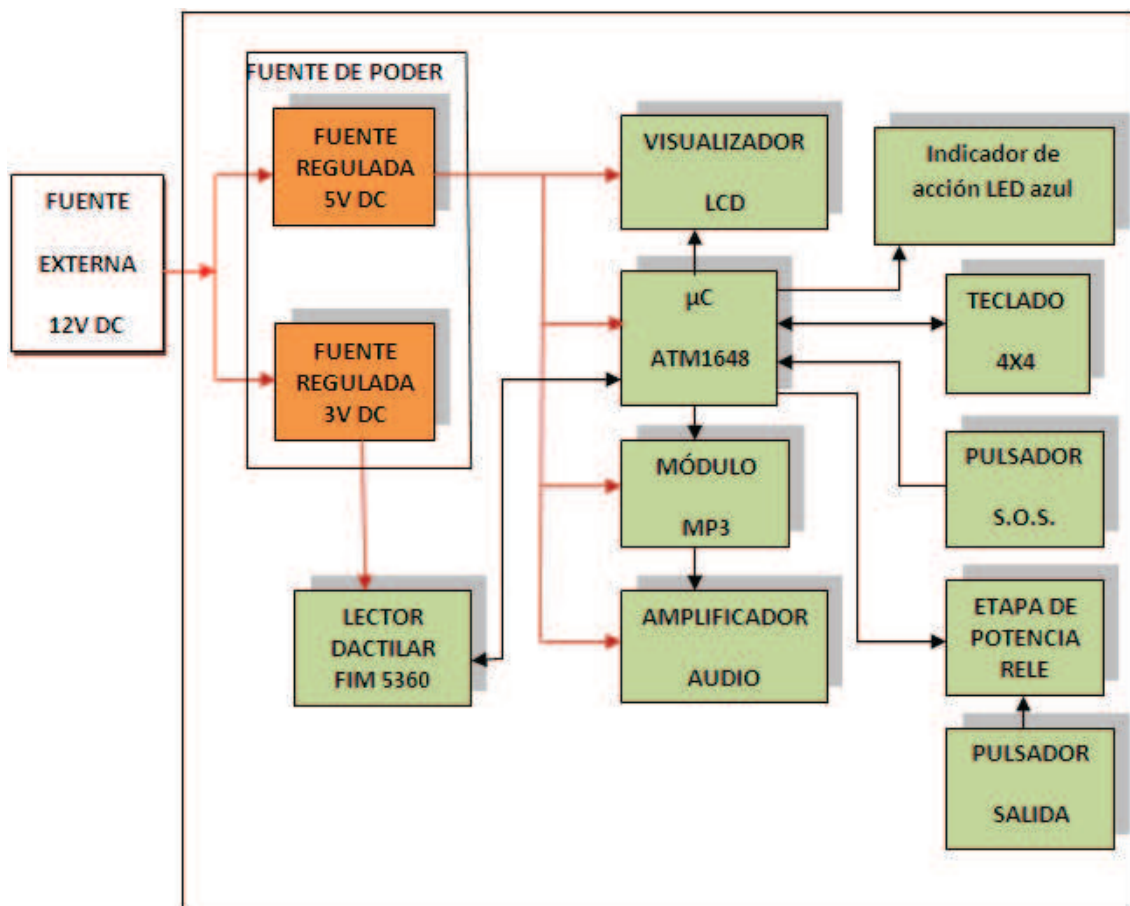 FUENTE DE PODER
FUENTE
REGULADA
5V DC
FUENTE
EXTERNA
12V DC
FUENTE
REGULADA
3V DC
LECTOR
DACTILAR
FIM 5360
VISUALIZADOR
LCD
µC
ATM1648
MÓDULO
MP3
AMPLIFICADOR
AUDIO
Indicador de
acción LED azul
TECLADO
4X4
PULSADOR
S.O.S.
ETAPA DE
POTENCIA
RELE
PULSADOR
SALIDA